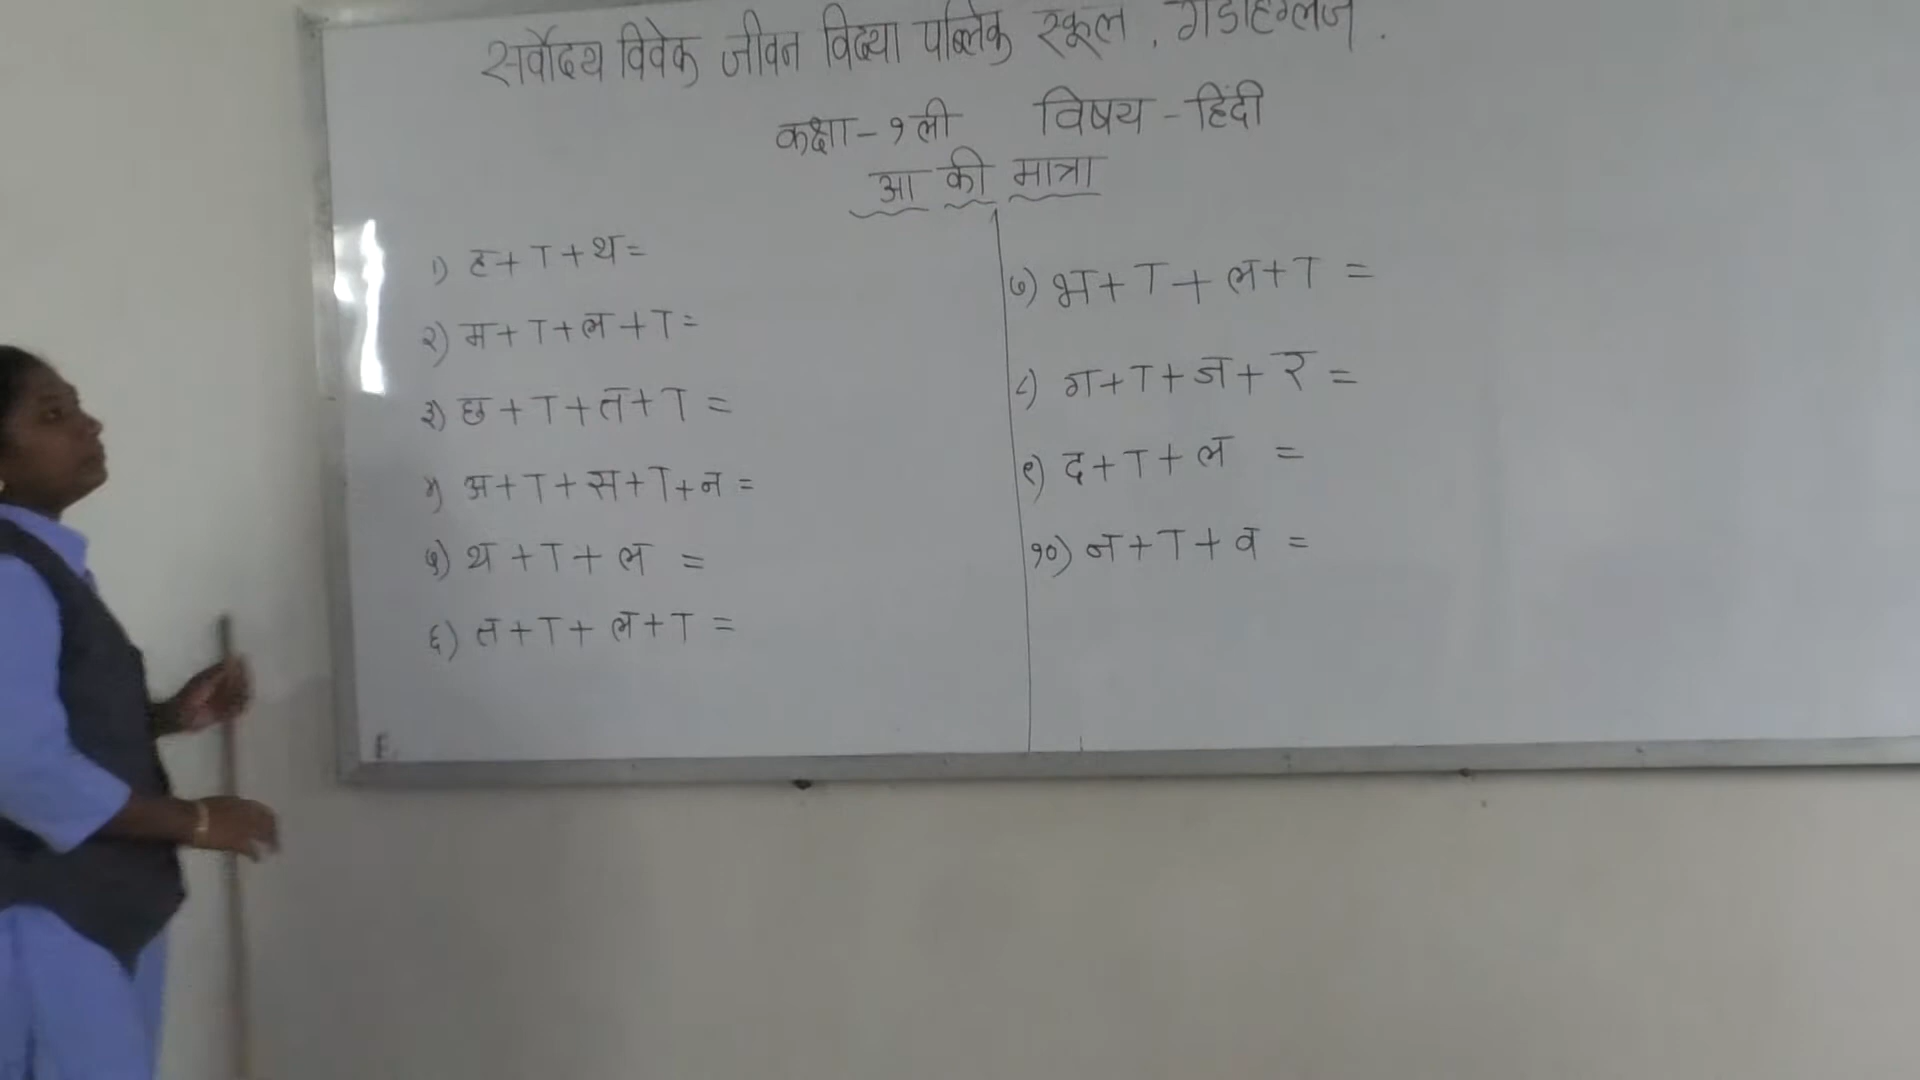 सर्वोदय विवेक जीवन विद्या पब्लिक स्कूल, गडहिंग्लज.
कक्षा - १ली विषय - हिंदी
आ की मात्रा
१) ह + ा + थ =
२) म + ा + ल + ा =
३) छ + ा + त + ा =
४) अ + ा + स + ा + न =
५) थ + ा + ल =
६) त + ा + ल + ा =
७) भ + ा + ल + ा =
८) ग + ा + ज + र =
९) द + ा + ल =
१०) न + ा + व =